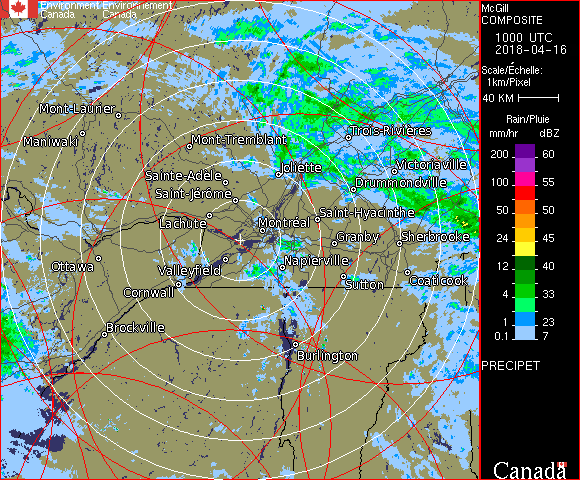 Environment Environnement
Canada Canada
McGill
COMPOSITE
1000 UTC
2018-04-16
Scale/Échelle:
1km/Pixel
40 KM
Rain/Pluie
mm/hr dBZ
200 60
100 55
50 50
24 45
12 40
4 33
1 23
0.1 7
PRECIPET
Canada
Mont-Laurier
Maniwaki
Mont-Tremblant
Trois-Rivières
Joliette
Victoriaville
Sainte-Adèle
Drummondville
Saint-Jérôme
Lachute
Saint-Hyacinthe
Montréal
Granby
Sherbrooke
Ottawa
Valleyfield
Napierville
Cornwall
Sutton
Coaticook
Brockville
Burlington